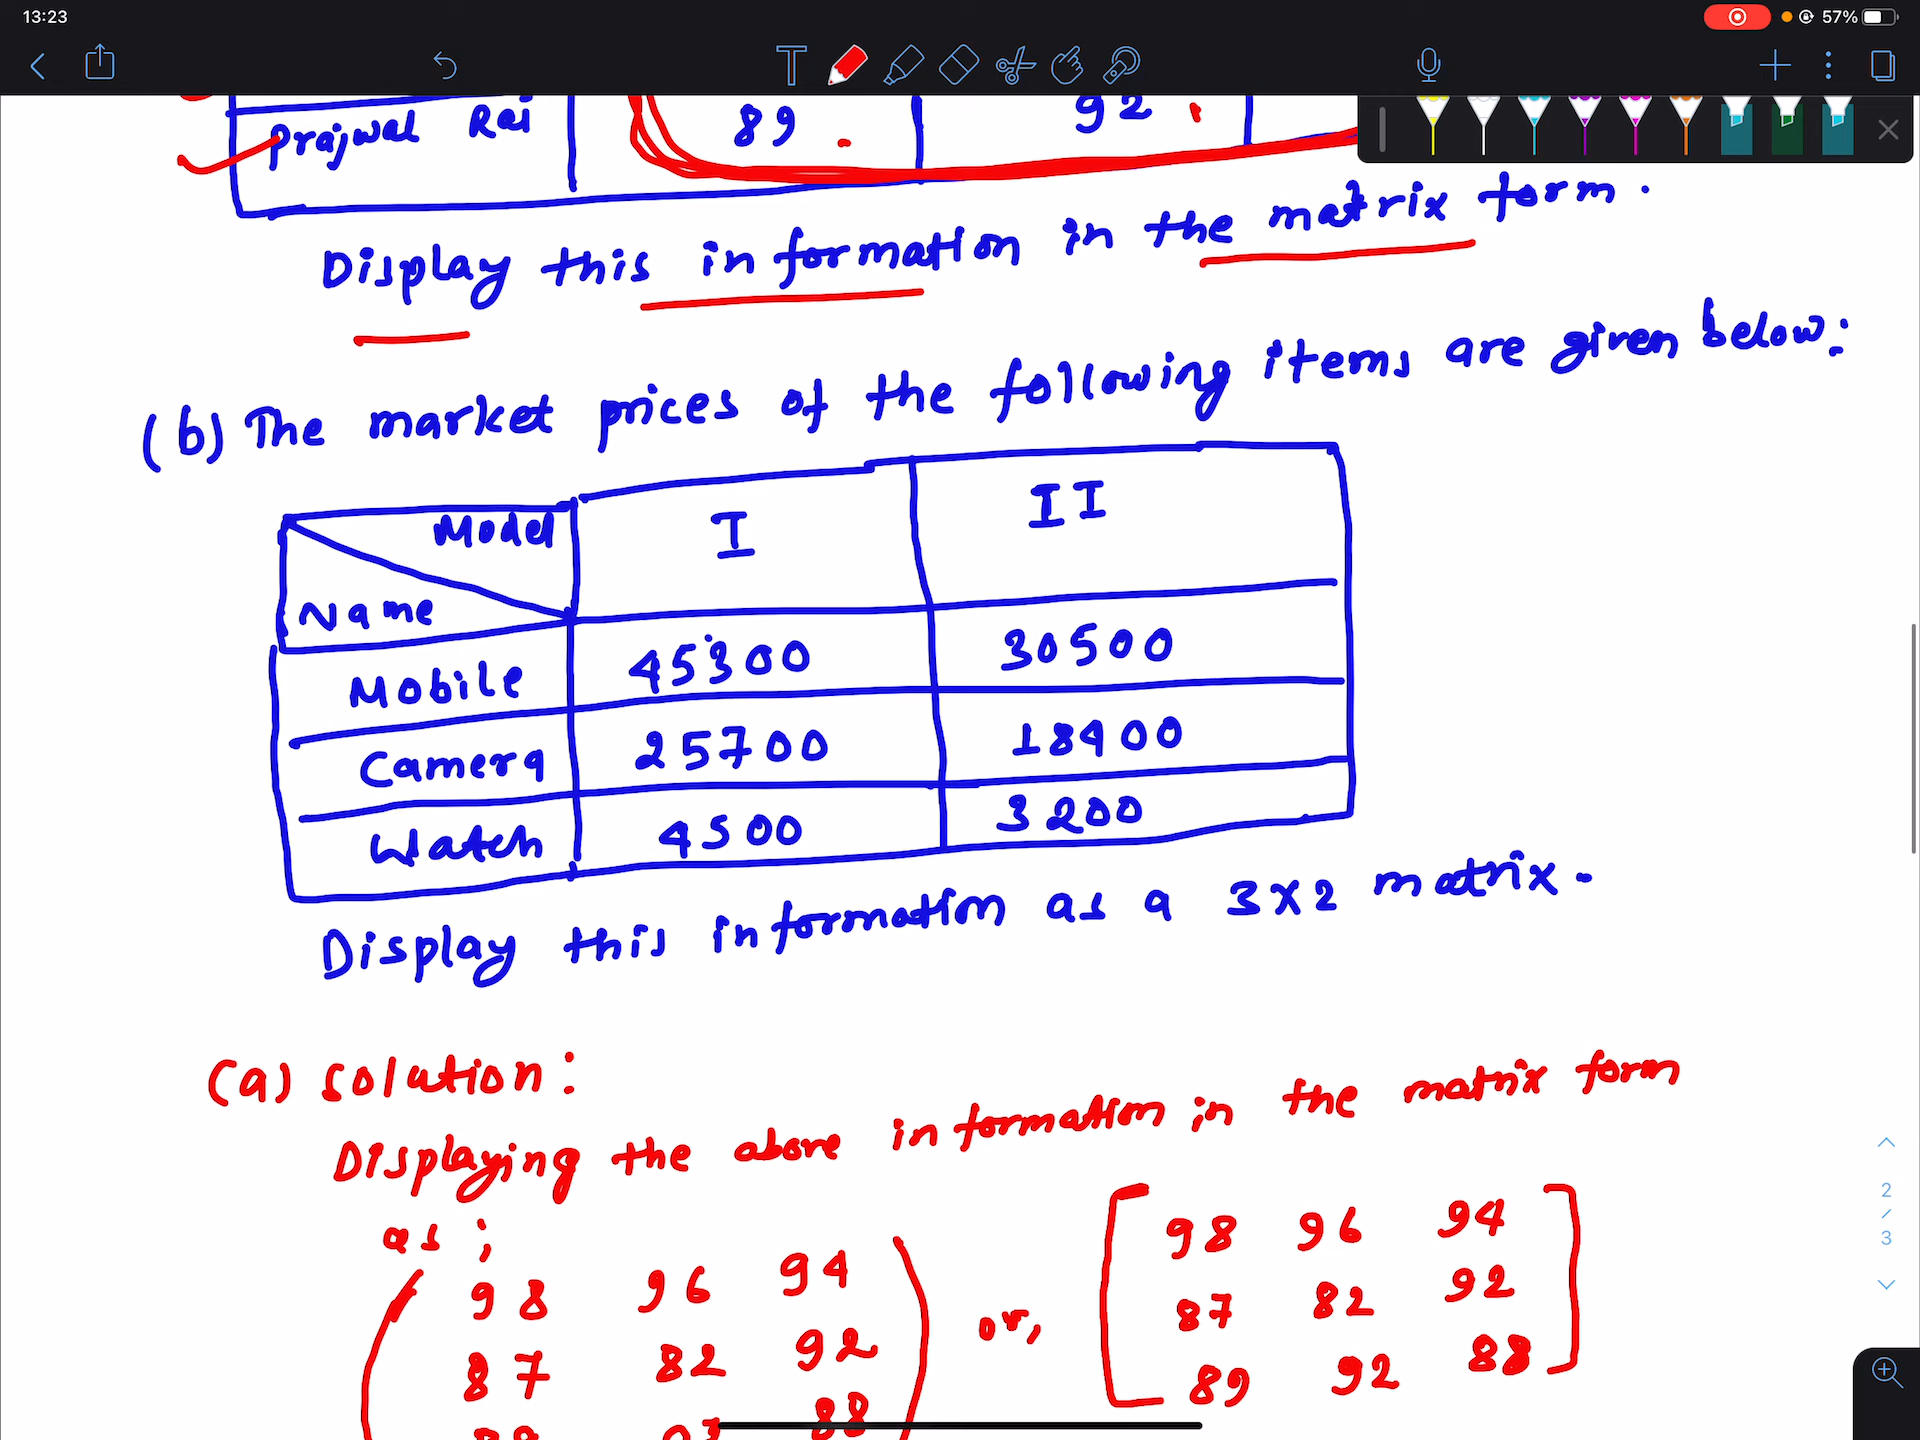 13:23
57%
Prajwal Rai 89 92
Display this information in the matrix form.
(b) The market prices of the following items are given below:
Model I II
Name
Mobile 45300 30500
Camera 25700 18400
Watch 4500 3200
Display this information as a 3x2 matrix.
(a) Solution:
Displaying the above information in the matrix form
as;
98 96 94
87 82 92
88
or,
98 96 94
87 82 92
89 92 88
2
/
3